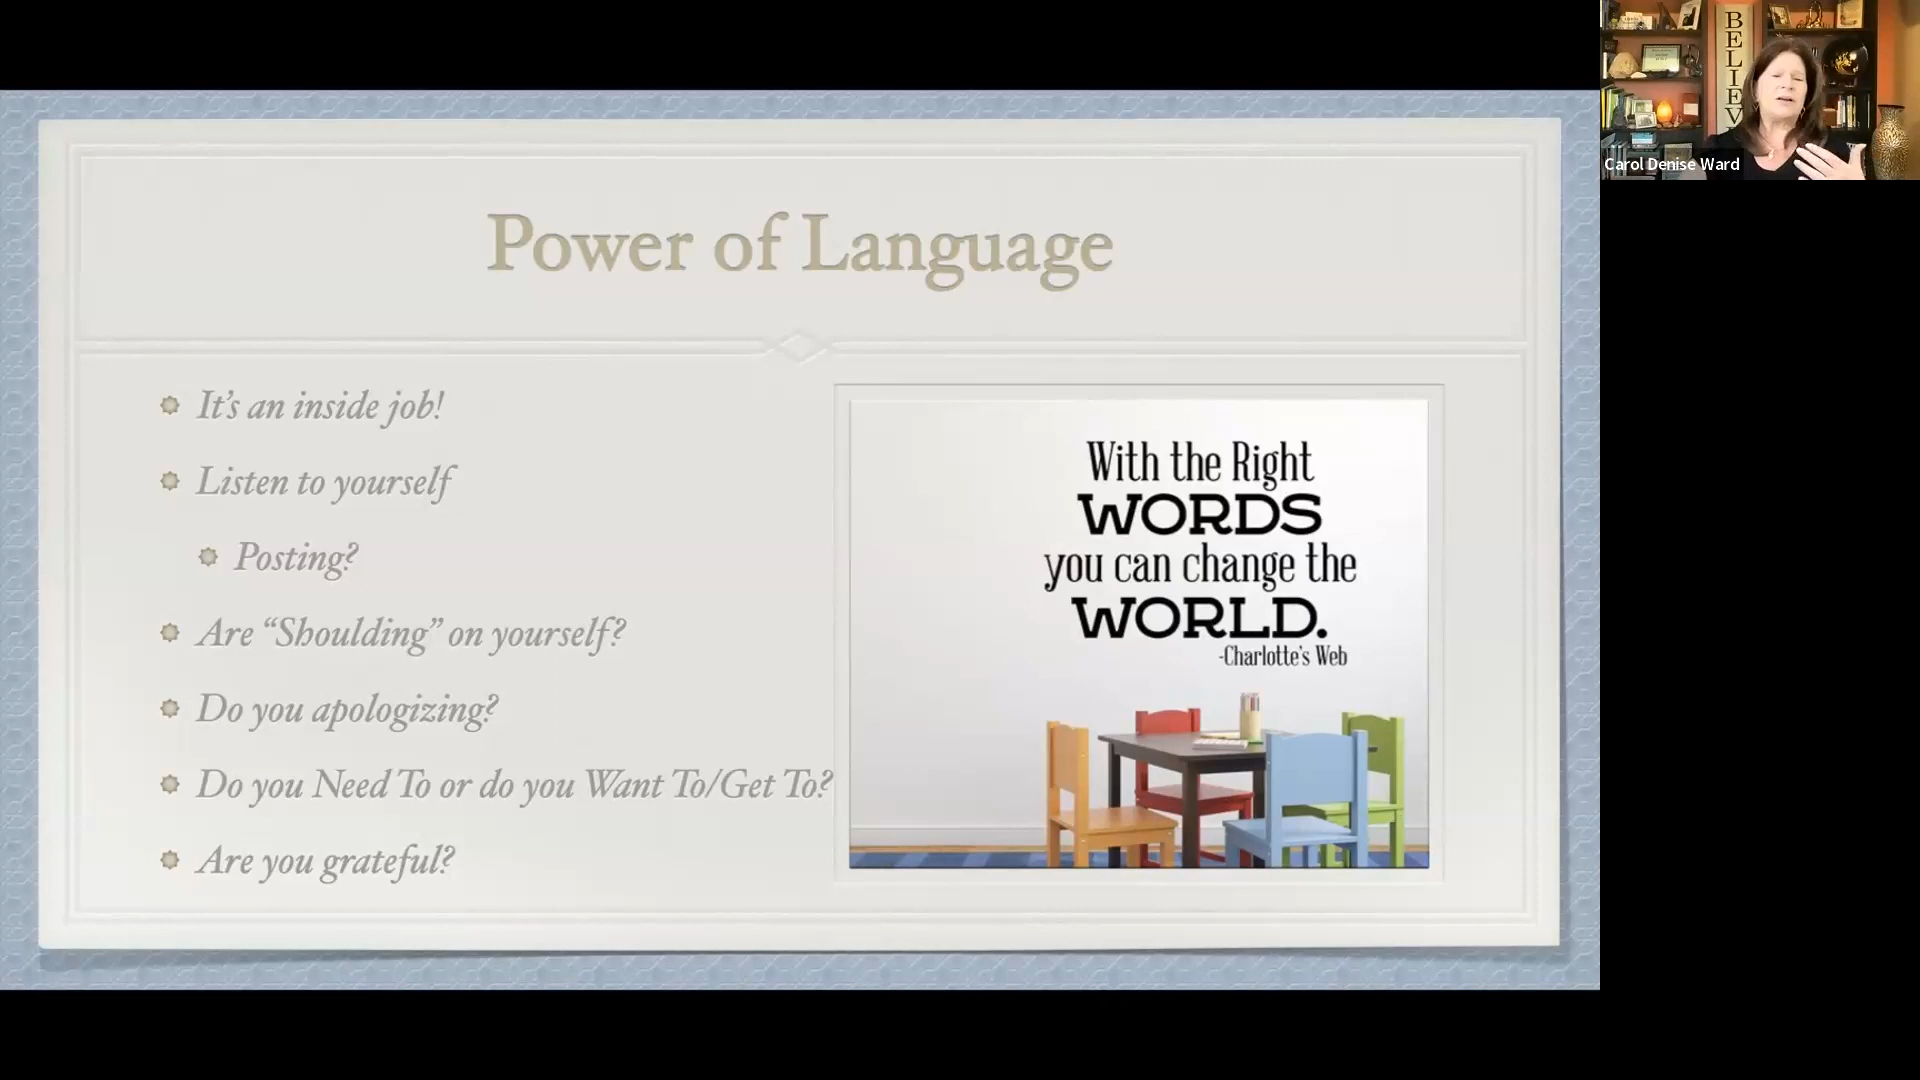 Power of Language
It’s an inside job!
Listen to yourself
Posting?
Are “Shoulding” on yourself?
Do you apologizing?
Do you Need To or do you Want To/Get To?
Are you grateful?
With the Right
WORDS
you can change the
WORLD.
-Charlotte's Web
BELIEV
Carol Denise Ward